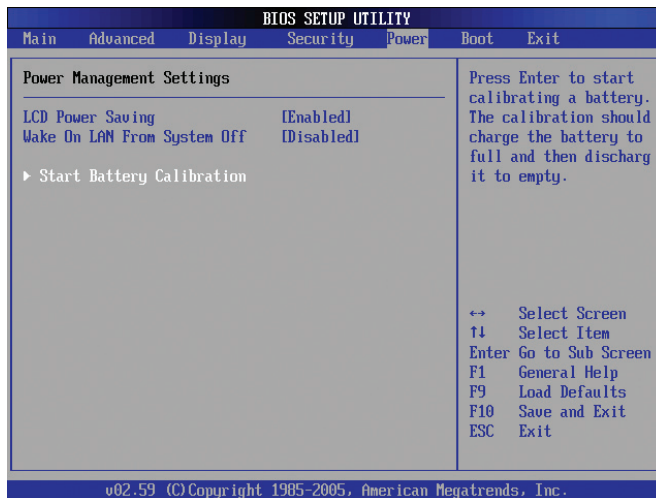 BIOS SETUP UTILITY
Main Advanced Display Security Power Boot Exit
Power Management Settings
LCD Power Saving [Enabled]
Wake On LAN From System Off [Disabled]
▶ Start Battery Calibration
Press Enter to start
calibrating a battery.
The calibration should
charge the battery to
full and then discharg
it to empty.
↔ Select Screen
↑↓ Select Item
Enter Go to Sub Screen
F1 General Help
F9 Load Defaults
F10 Save and Exit
ESC Exit
v02.59 (C)Copyright 1985-2005, American Megatrends, Inc.